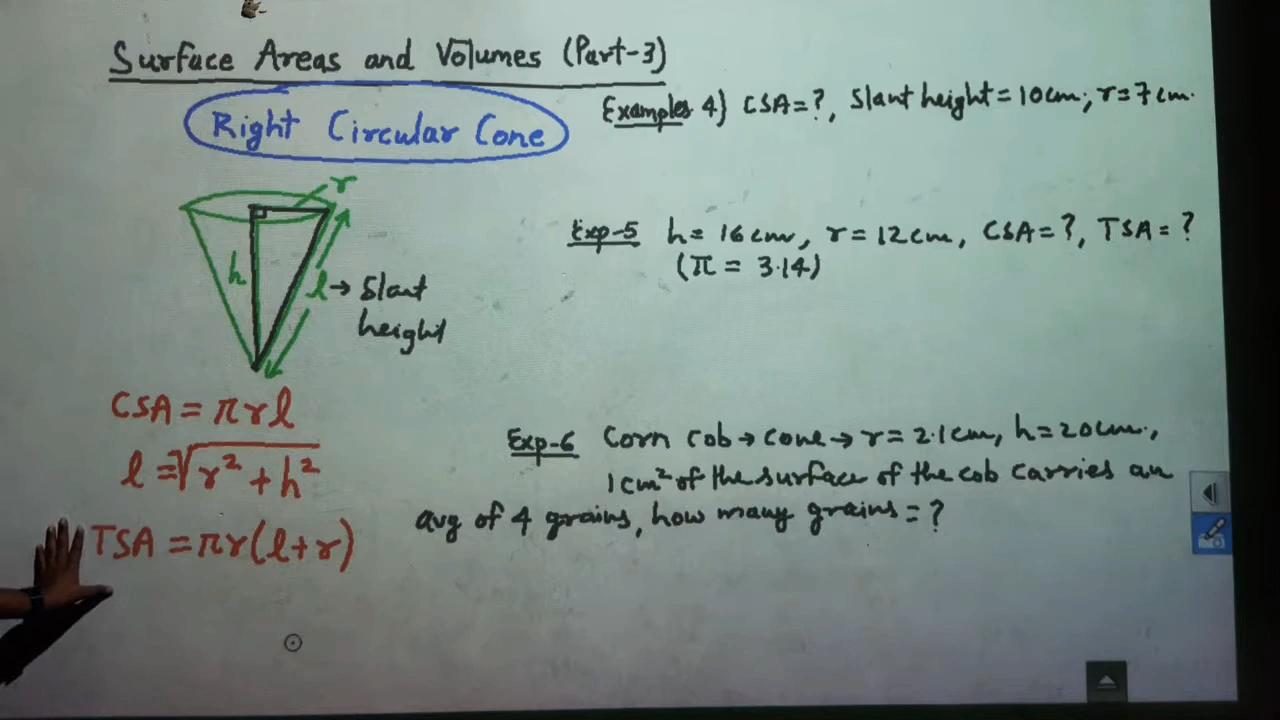 Surface Areas and Volumes (Part-3)
Right Circular Cone
Examples 4) CSA = ?, Slant height = 10cm; r = 7cm.
r
h
l → Slant
height
Exp-5 h = 16cm, r = 12cm, CSA = ?, TSA = ?
(π = 3.14)
CSA = πrl
l = √r² + h²
TSA = πr(l+r)
Exp-6 Corn cob → cone → r = 2.1cm, h = 20cm.,
1cm² of the surface of the cob carries an
avg of 4 grains, how many grains = ?